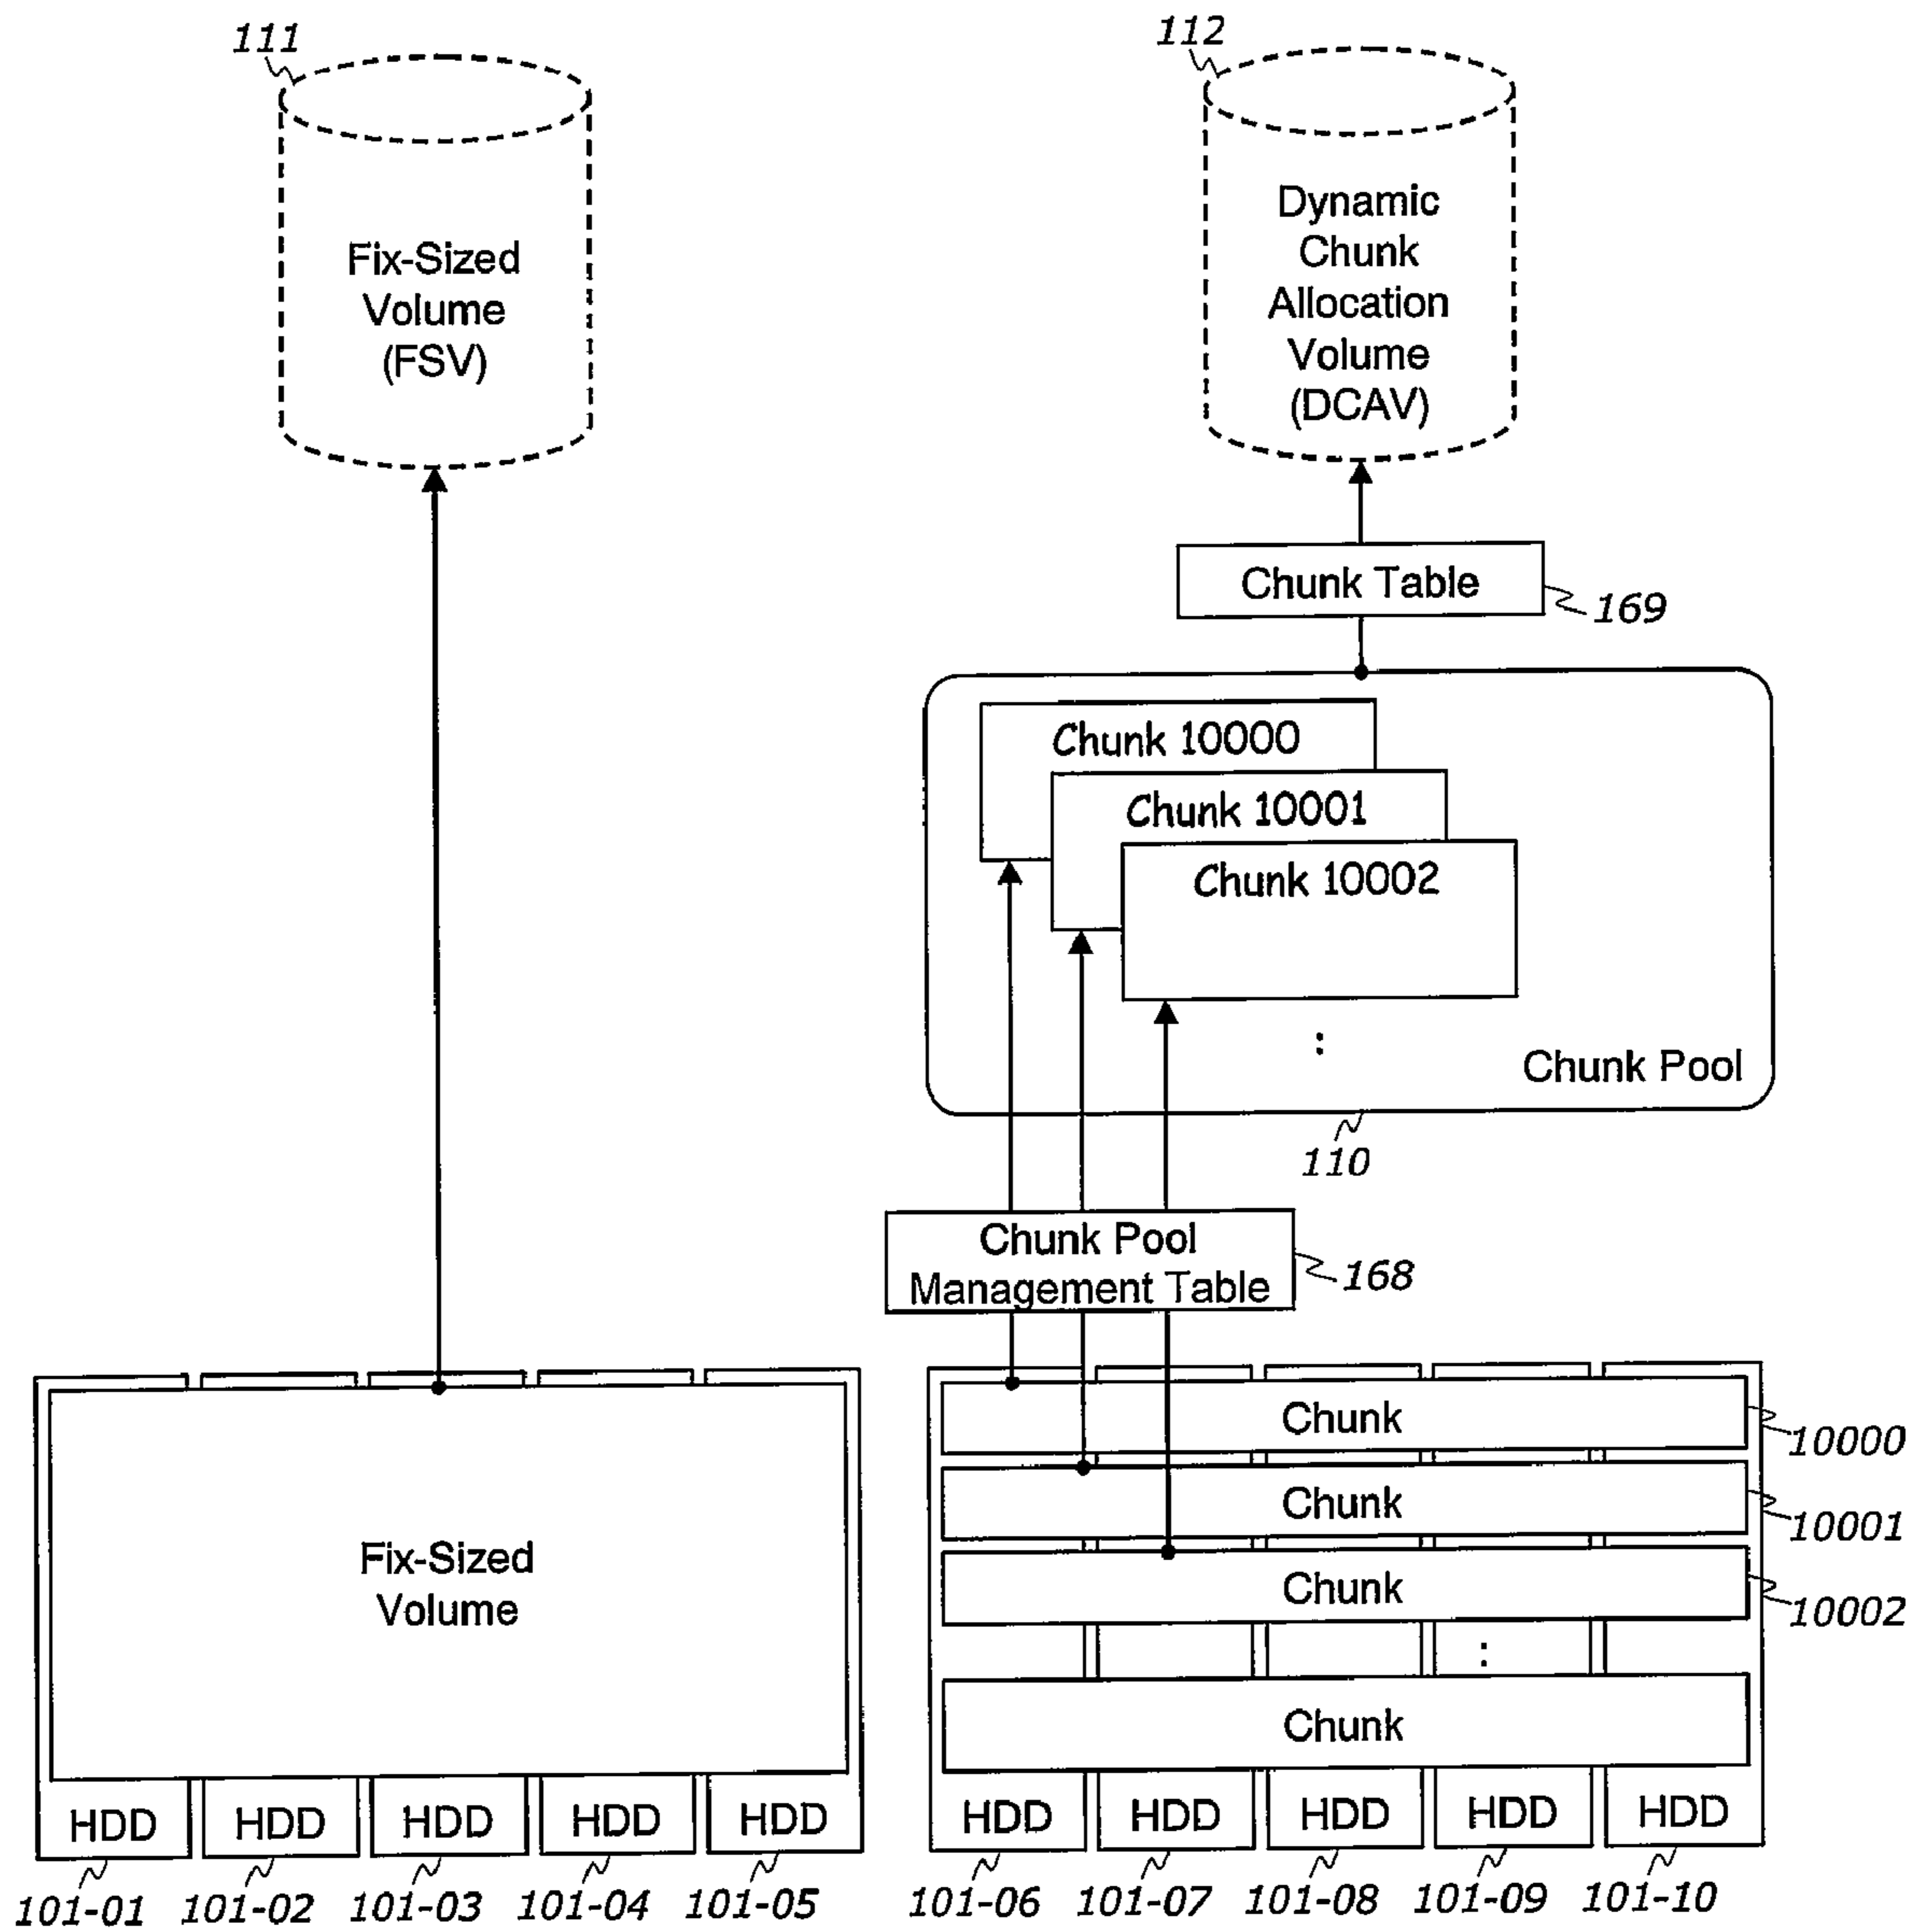 111
112
Fix-Sized
Volume
(FSV)
Dynamic
Chunk
Allocation
Volume
(DCAV)
Chunk Table
169
Chunk 10000
Chunk 10001
Chunk 10002
:
Chunk Pool
110
Chunk Pool
Management Table
168
Fix-Sized
Volume
Chunk
10000
Chunk
10001
Chunk
10002
:
Chunk
HDD HDD HDD HDD HDD
101-01 101-02 101-03 101-04 101-05
HDD HDD HDD HDD HDD
101-06 101-07 101-08 101-09 101-10